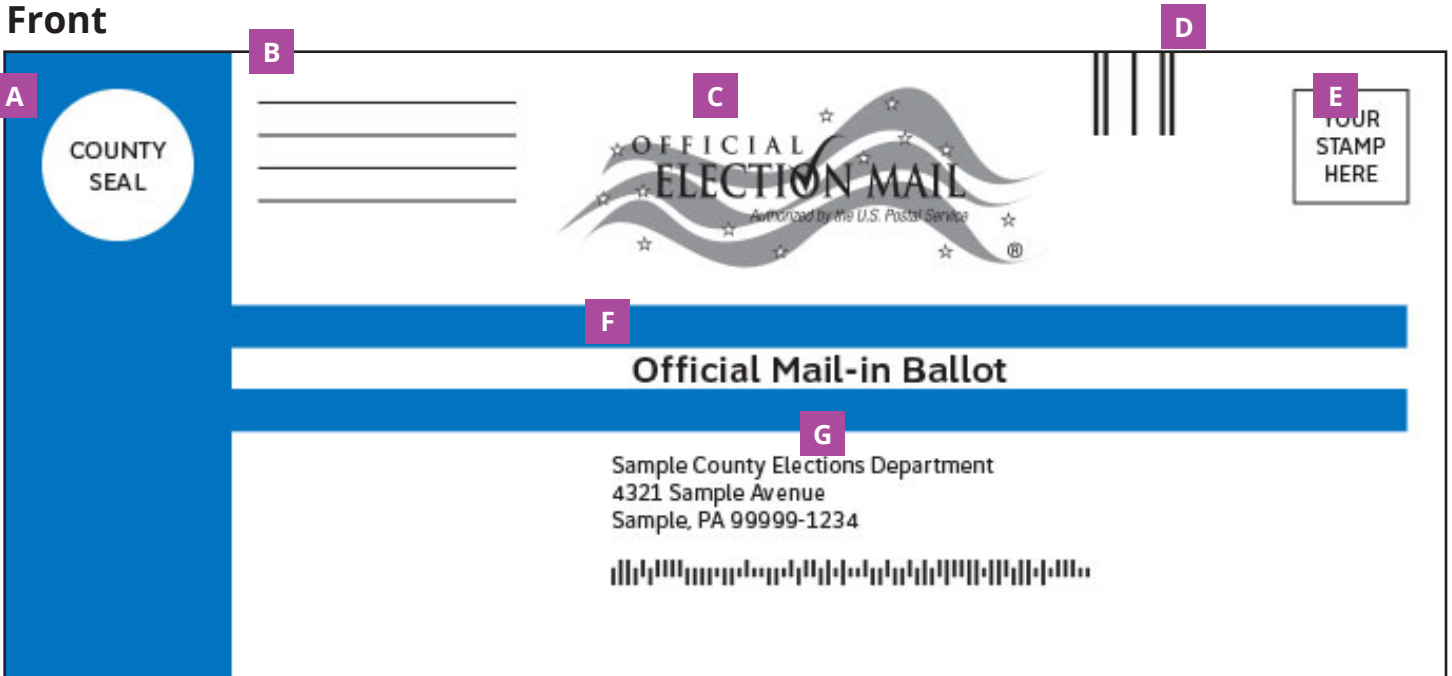 Front
A
B
C
D
E
COUNTY
SEAL
OFFICIAL
ELECTION MAIL
Authorized by the U.S. Postal Service
®
YOUR
STAMP
HERE
F
Official Mail-in Ballot
G
Sample County Elections Department
4321 Sample Avenue
Sample, PA 99999-1234